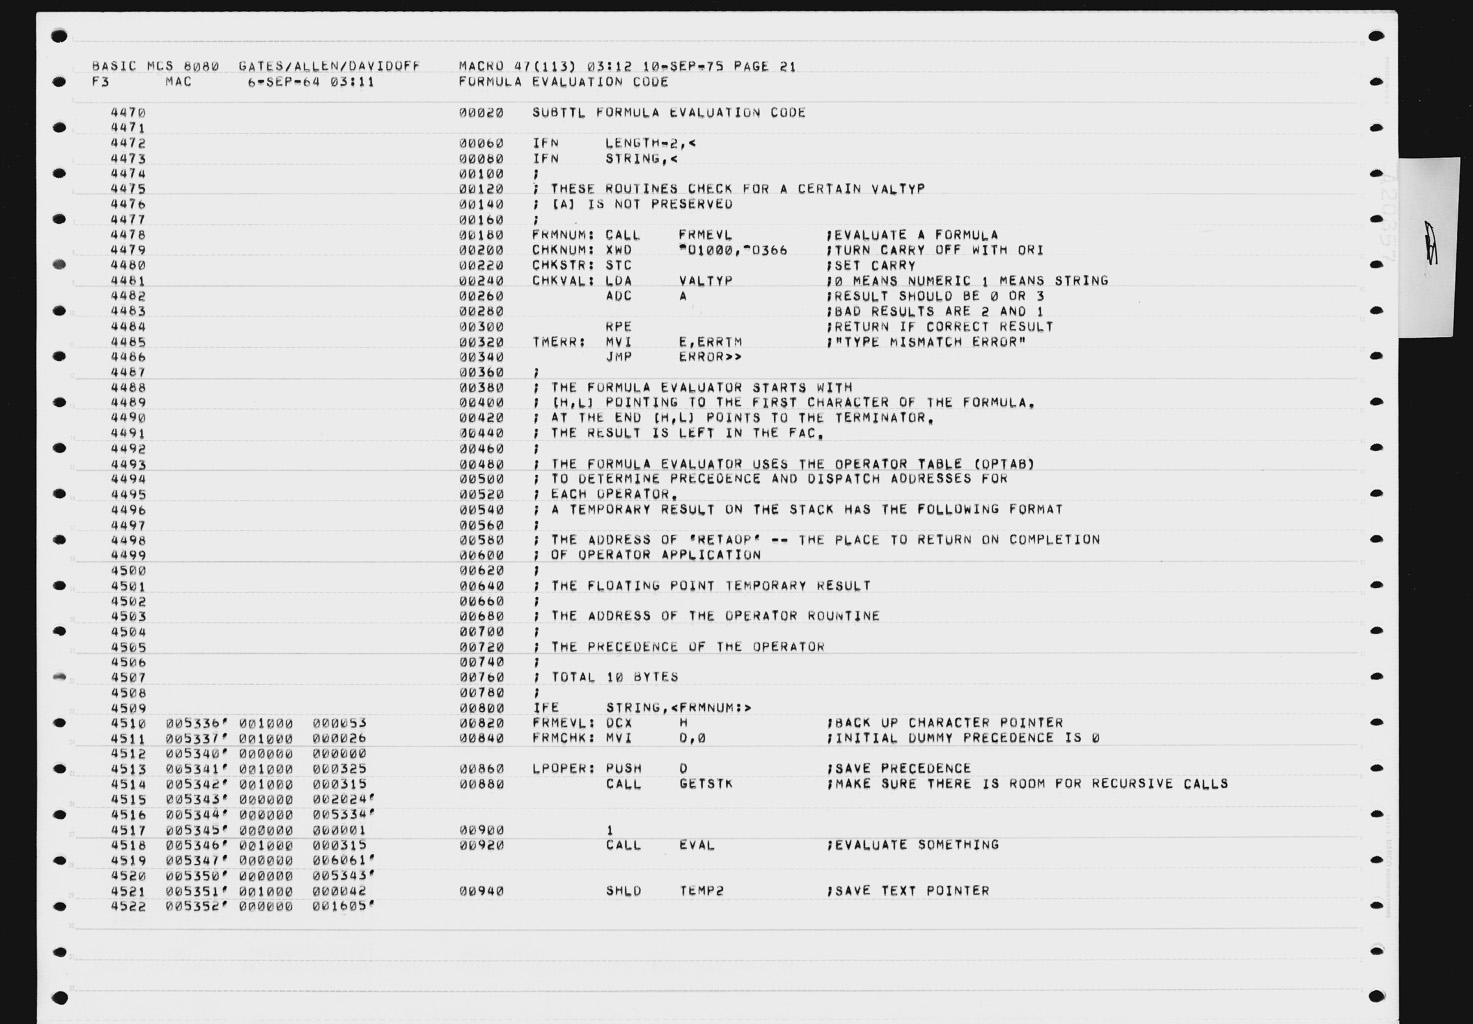 BASIC MCS 8080  GATES/ALLEN/DAVIDOFF    MACRO 47(113) 03:12 10-SEP-75 PAGE 21
F3      MAC      6-SEP-64 03:11         FORMULA EVALUATION CODE
4470 00020 SUBTTL FORMULA EVALUATION CODE
4471
4472 00060 IFN LENGTH-2,<
4473 00080 IFN STRING,<
4474 00100 ;
4475 00120 ; THESE ROUTINES CHECK FOR A CERTAIN VALTYP
4476 00140 ; [A] IS NOT PRESERVED
4477 00160 ;
4478 00180 FRMNUM: CALL FRMEVL ;EVALUATE A FORMULA
4479 00200 CHKNUM: XWD ^O1000,^O366 ;TURN CARRY OFF WITH ORI
4480 00220 CHKSTR: STC ;SET CARRY
4481 00240 CHKVAL: LDA VALTYP ;0 MEANS NUMERIC 1 MEANS STRING
4482 00260 ADC A ;RESULT SHOULD BE 0 OR 3
4483 00280 ;BAD RESULTS ARE 2 AND 1
4484 00300 RPE ;RETURN IF CORRECT RESULT
4485 00320 TMERR: MVI E,ERRTM ;"TYPE MISMATCH ERROR"
4486 00340 JMP ERROR>>
4487 00360 ;
4488 00380 ; THE FORMULA EVALUATOR STARTS WITH
4489 00400 ; [H,L] POINTING TO THE FIRST CHARACTER OF THE FORMULA.
4490 00420 ; AT THE END [H,L] POINTS TO THE TERMINATOR.
4491 00440 ; THE RESULT IS LEFT IN THE FAC.
4492 00460 ;
4493 00480 ; THE FORMULA EVALUATOR USES THE OPERATOR TABLE (OPTAB)
4494 00500 ; TO DETERMINE PRECEDENCE AND DISPATCH ADDRESSES FOR
4495 00520 ; EACH OPERATOR.
4496 00540 ; A TEMPORARY RESULT ON THE STACK HAS THE FOLLOWING FORMAT
4497 00560 ;
4498 00580 ; THE ADDRESS OF 'RETAOP' -- THE PLACE TO RETURN ON COMPLETION
4499 00600 ; OF OPERATOR APPLICATION
4500 00620 ;
4501 00640 ; THE FLOATING POINT TEMPORARY RESULT
4502 00660 ;
4503 00680 ; THE ADDRESS OF THE OPERATOR ROUNTINE
4504 00700 ;
4505 00720 ; THE PRECEDENCE OF THE OPERATOR
4506 00740 ;
4507 00760 ; TOTAL 10 BYTES
4508 00780 ;
4509 00800 IFE STRING,<FRMNUM:>
4510 005336' 001000 000053 00820 FRMEVL: DCX H ;BACK UP CHARACTER POINTER
4511 005337' 001000 000026 00840 FRMCHK: MVI D,0 ;INITIAL DUMMY PRECEDENCE IS 0
4512 005340' 000000 000000
4513 005341' 001000 000325 00860 LPOPER: PUSH D ;SAVE PRECEDENCE
4514 005342' 001000 000315 00880 CALL GETSTK ;MAKE SURE THERE IS ROOM FOR RECURSIVE CALLS
4515 005343' 000000 002024'
4516 005344' 000000 005334'
4517 005345' 000000 000001 00900 1
4518 005346' 001000 000315 00920 CALL EVAL ;EVALUATE SOMETHING
4519 005347' 000000 006061'
4520 005350' 000000 005343'
4521 005351' 001000 000042 00940 SHLD TEMP2 ;SAVE TEXT POINTER
4522 005352' 000000 001605'